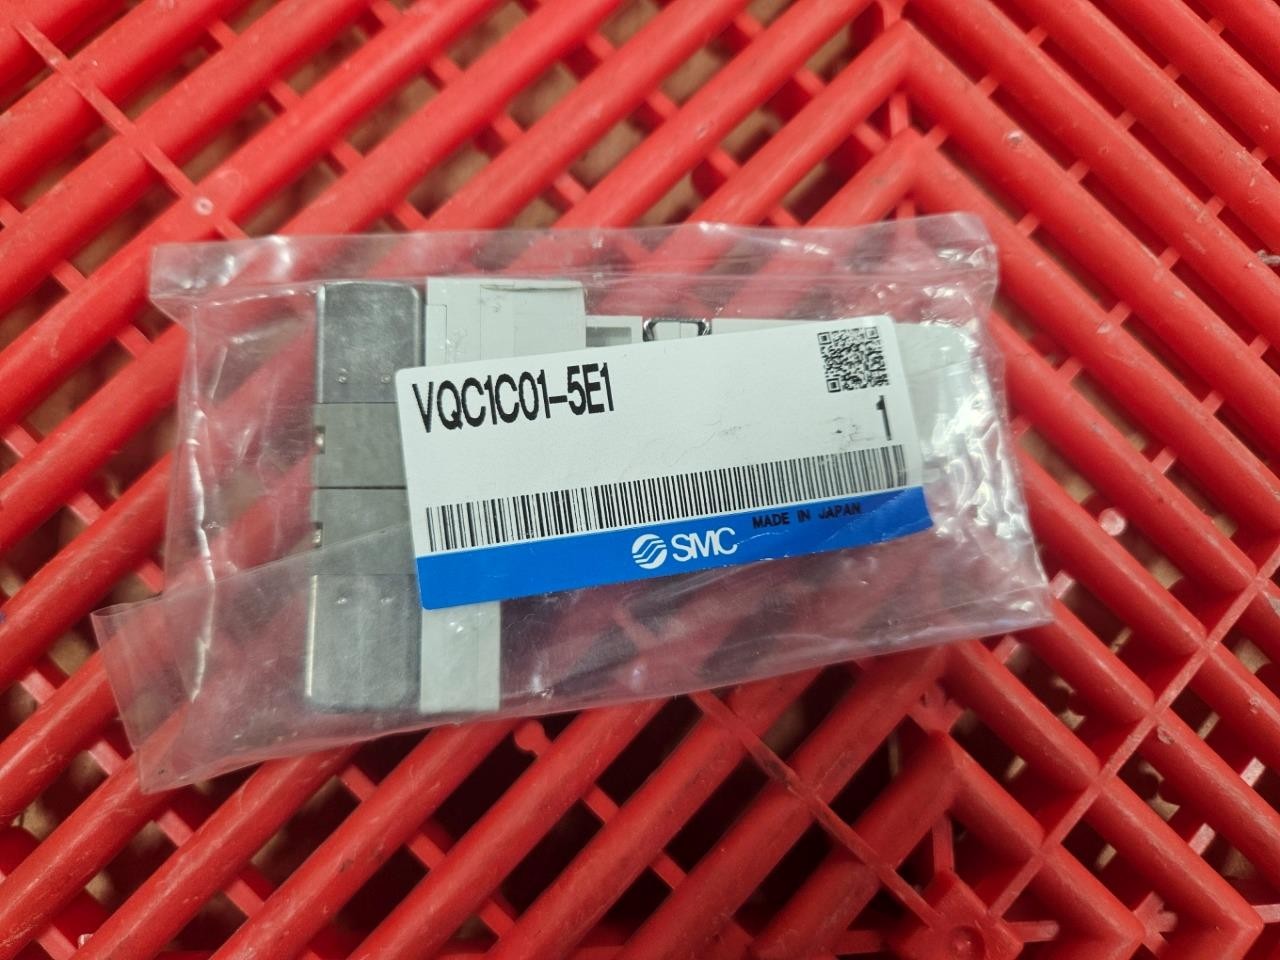 VQC1C01-5E1
1
MADE IN JAPAN
SMC